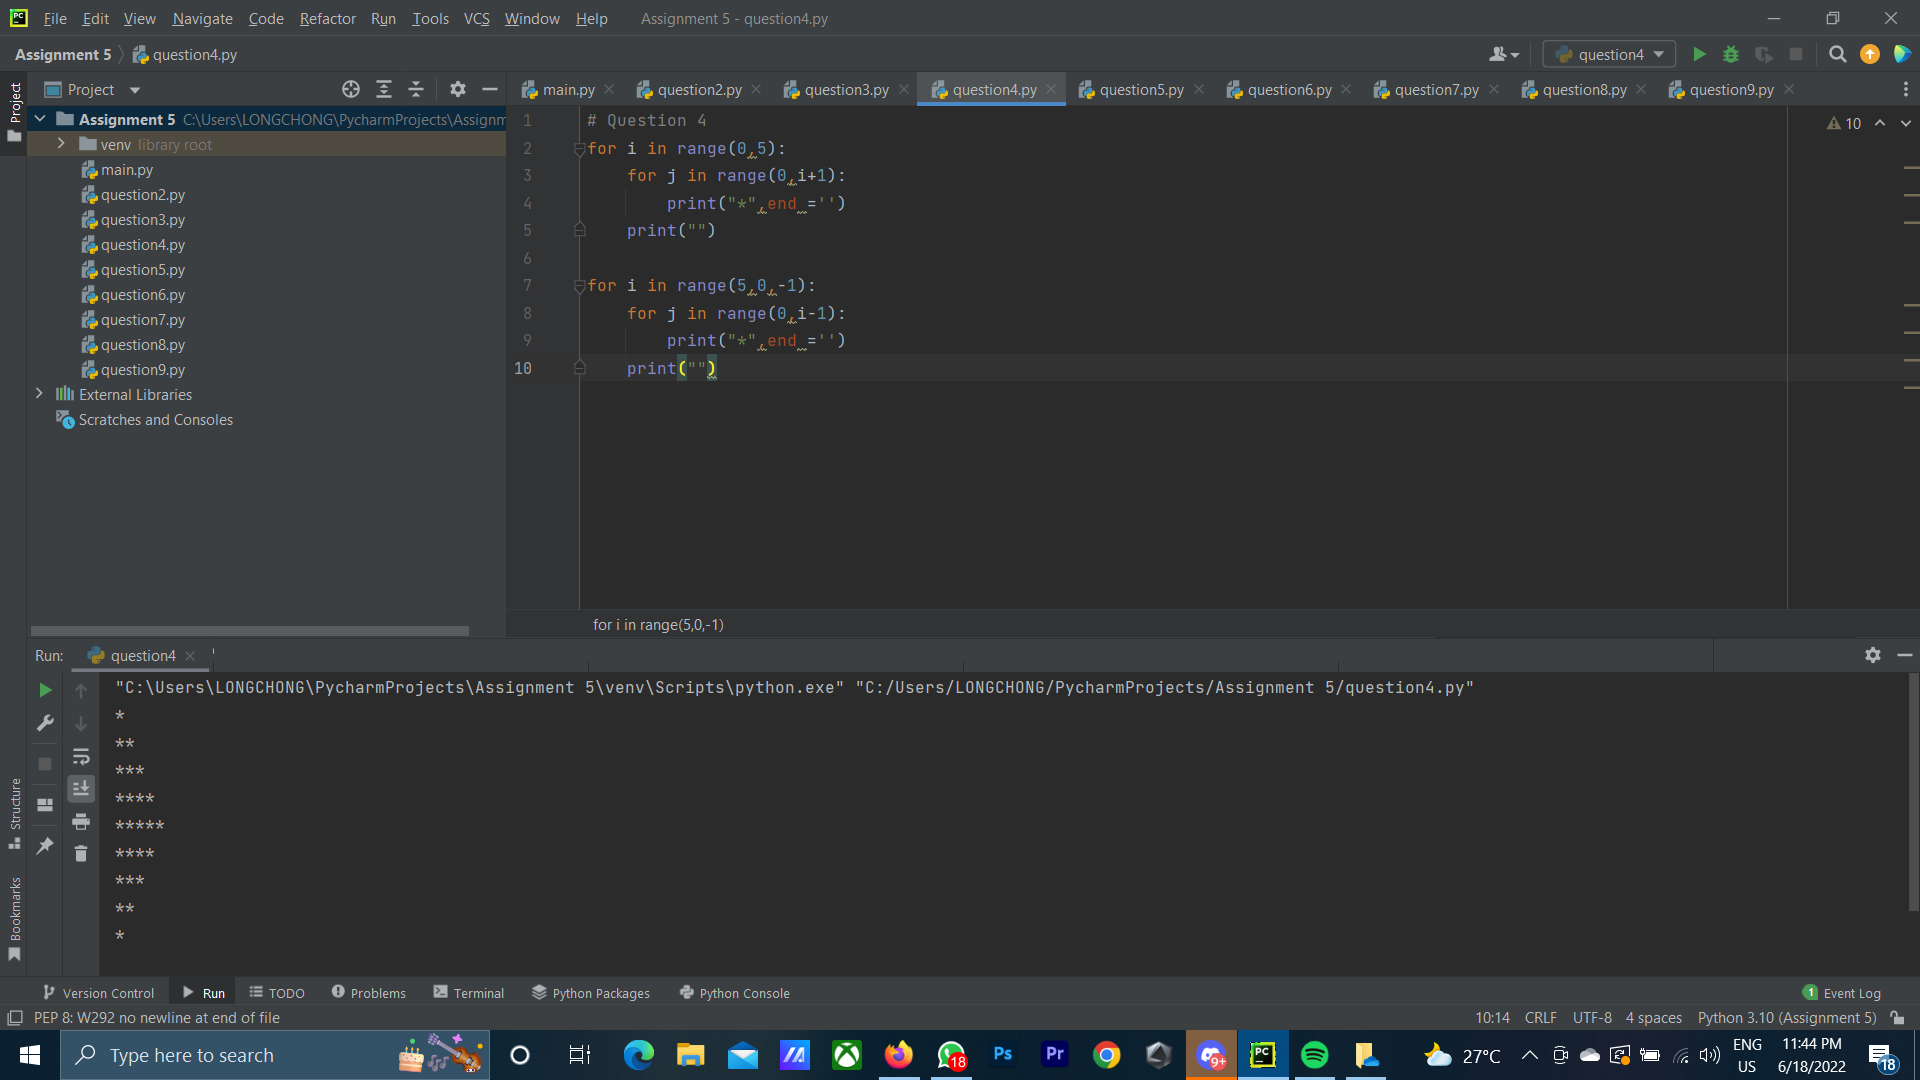 File Edit View Navigate Code Refactor Run Tools VCS Window Help Assignment 5 - question4.py
Assignment 5 question4.py question4
Project main.py question2.py question3.py question4.py question5.py question6.py question7.py question8.py question9.py
Project
Assignment 5 C:\Users\LONGCHONG\PycharmProjects\Assignm
venv library root
main.py
question2.py
question3.py
question4.py
question5.py
question6.py
question7.py
question8.py
question9.py
External Libraries
Scratches and Consoles
10
1 # Question 4
2 for i in range(0,5):
3     for j in range(0,i+1):
4         print("*",end ='')
5     print("")
6
7 for i in range(5,0,-1):
8     for j in range(0,i-1):
9         print("*",end ='')
10     print("")
for i in range(5,0,-1)
Run: question4
"C:\Users\LONGCHONG\PycharmProjects\Assignment 5\venv\Scripts\python.exe" "C:/Users/LONGCHONG/PycharmProjects/Assignment 5/question4.py"
*
**
***
****
*****
****
***
**
*
Structure
Bookmarks
Version Control Run TODO Problems Terminal Python Packages Python Console 1 Event Log
PEP 8: W292 no newline at end of file 10:14 CRLF UTF-8 4 spaces Python 3.10 (Assignment 5)
Type here to search 18 Ps Pr 9+ PC 27°C ENG US 11:44 PM 6/18/2022 18